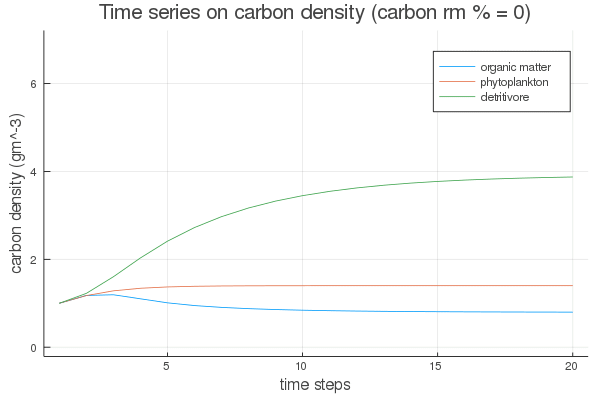 Time series on carbon density (carbon rm % = 0)
organic matter
phytoplankton
detritivore
carbon density (gm^-3)
6
4
2
0
5
10
15
20
time steps